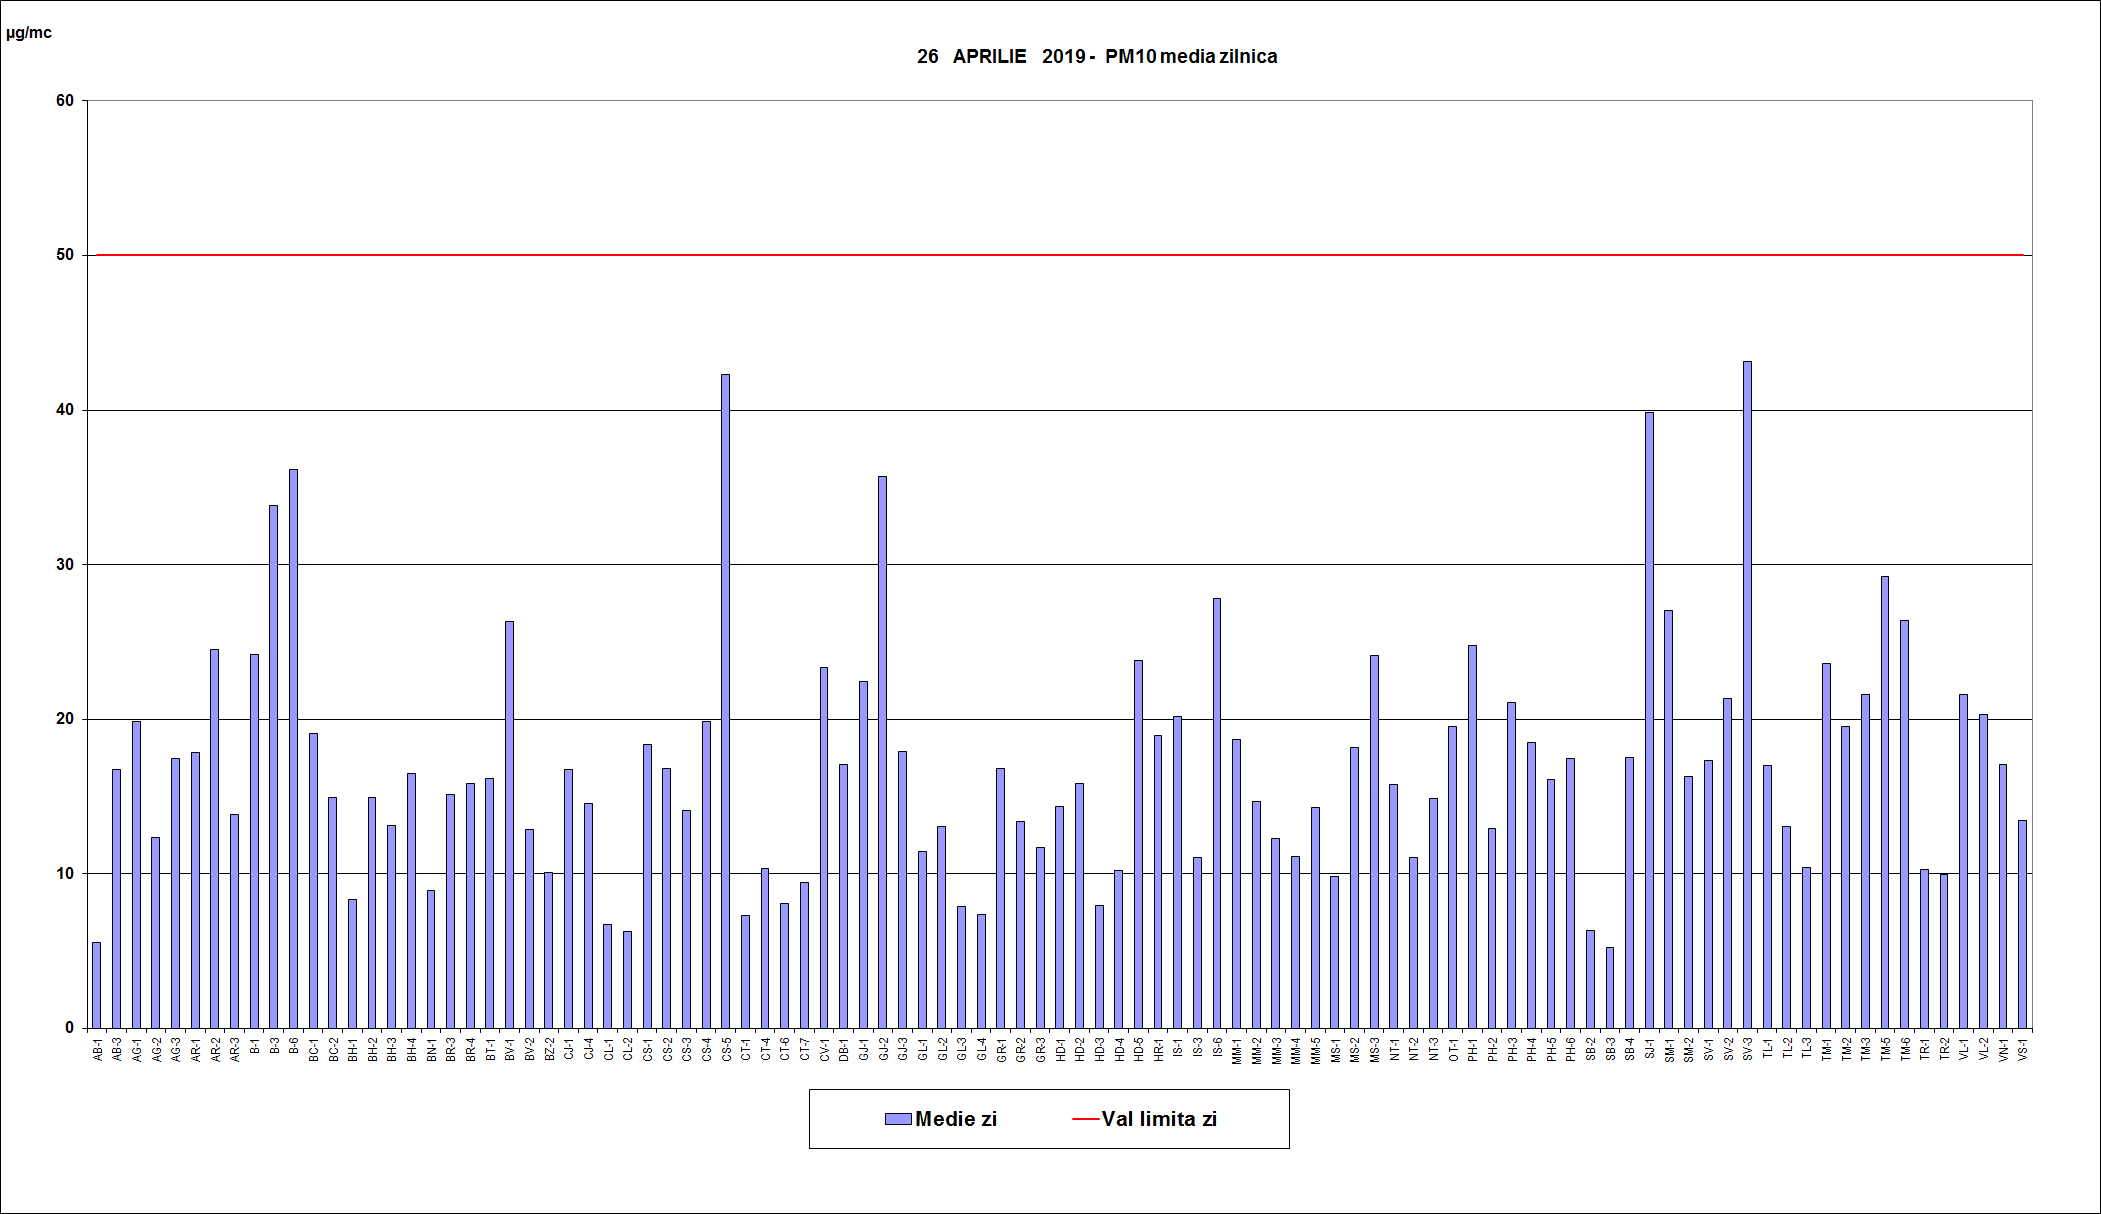 µg/mc
26 APRILIE 2019 - PM10 media zilnica
60
50
40
30
20
10
0
AB-1 AB-3 AG-1 AG-2 AG-3 AR-1 AR-2 AR-3 B-1 B-3 B-6 BC-1 BC-2 BH-1 BH-2 BH-3 BH-4 BN-1 BR-3 BR-4 BT-1 BV-1 BV-2 BZ-2 CJ-1 CJ-4 CL-1 CL-2 CS-1 CS-2 CS-3 CS-4 CS-5 CT-1 CT-4 CT-6 CT-7 CV-1 DB-1 GJ-1 GJ-2 GJ-3 GL-1 GL-2 GL-3 GL-4 GR-1 GR-2 GR-3 HD-1 HD-2 HD-3 HD-4 HD-5 HR-1 IS-1 IS-3 IS-6 MM-1 MM-2 MM-3 MM-4 MM-5 MS-1 MS-2 MS-3 NT-1 NT-2 NT-3 OT-1 PH-1 PH-2 PH-3 PH-4 PH-5 PH-6 SB-2 SB-3 SB-4 SJ-1 SM-1 SM-2 SV-1 SV-2 SV-3 TL-1 TL-2 TL-3 TM-1 TM-2 TM-3 TM-5 TM-6 TR-1 TR-2 VL-1 VL-2 VN-1 VS-1
Medie zi Val limita zi